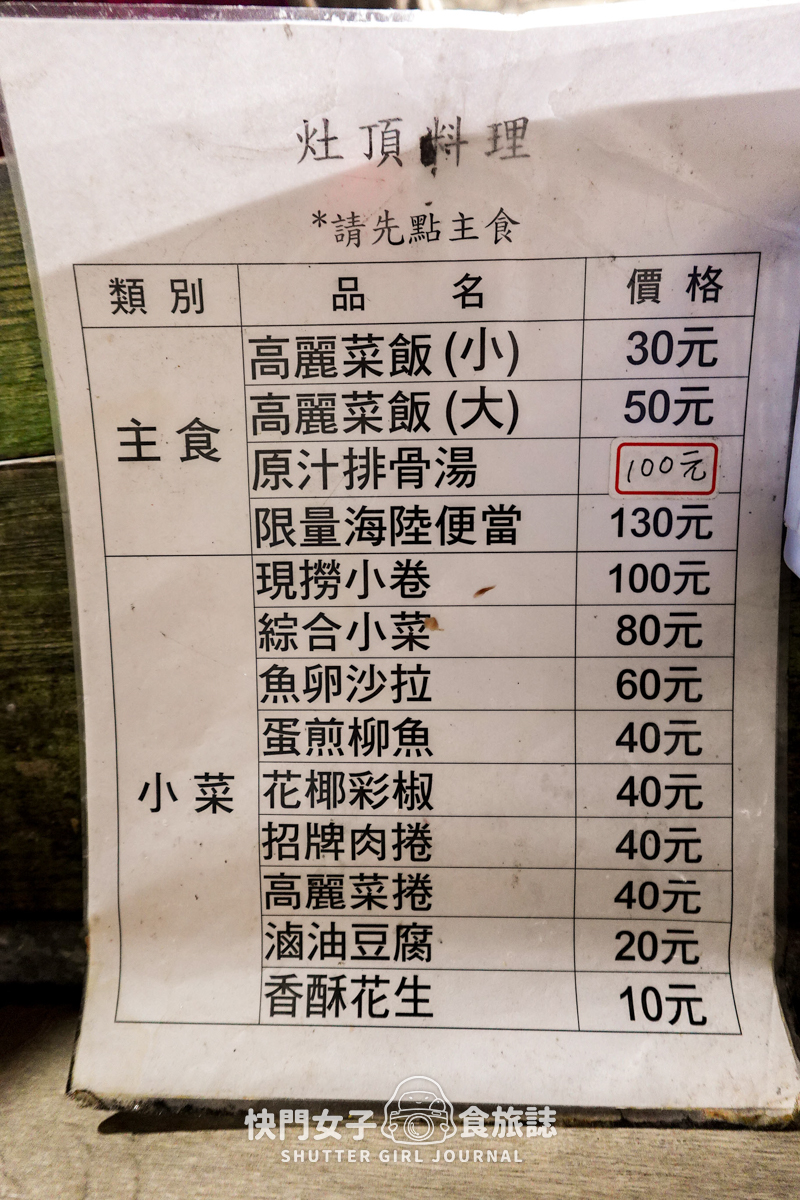 灶頂料理
*請先點主食
類別 品名 價格
主食
高麗菜飯(小) 30元
高麗菜飯(大) 50元
原汁排骨湯 100元
限量海陸便當 130元
小菜
現撈小卷 100元
綜合小菜 80元
魚卵沙拉 60元
蛋煎柳魚 40元
花椰彩椒 40元
招牌肉捲 40元
高麗菜捲 40元
滷油豆腐 20元
香酥花生 10元
快門女子食旅誌
SHUTTER GIRL JOURNAL